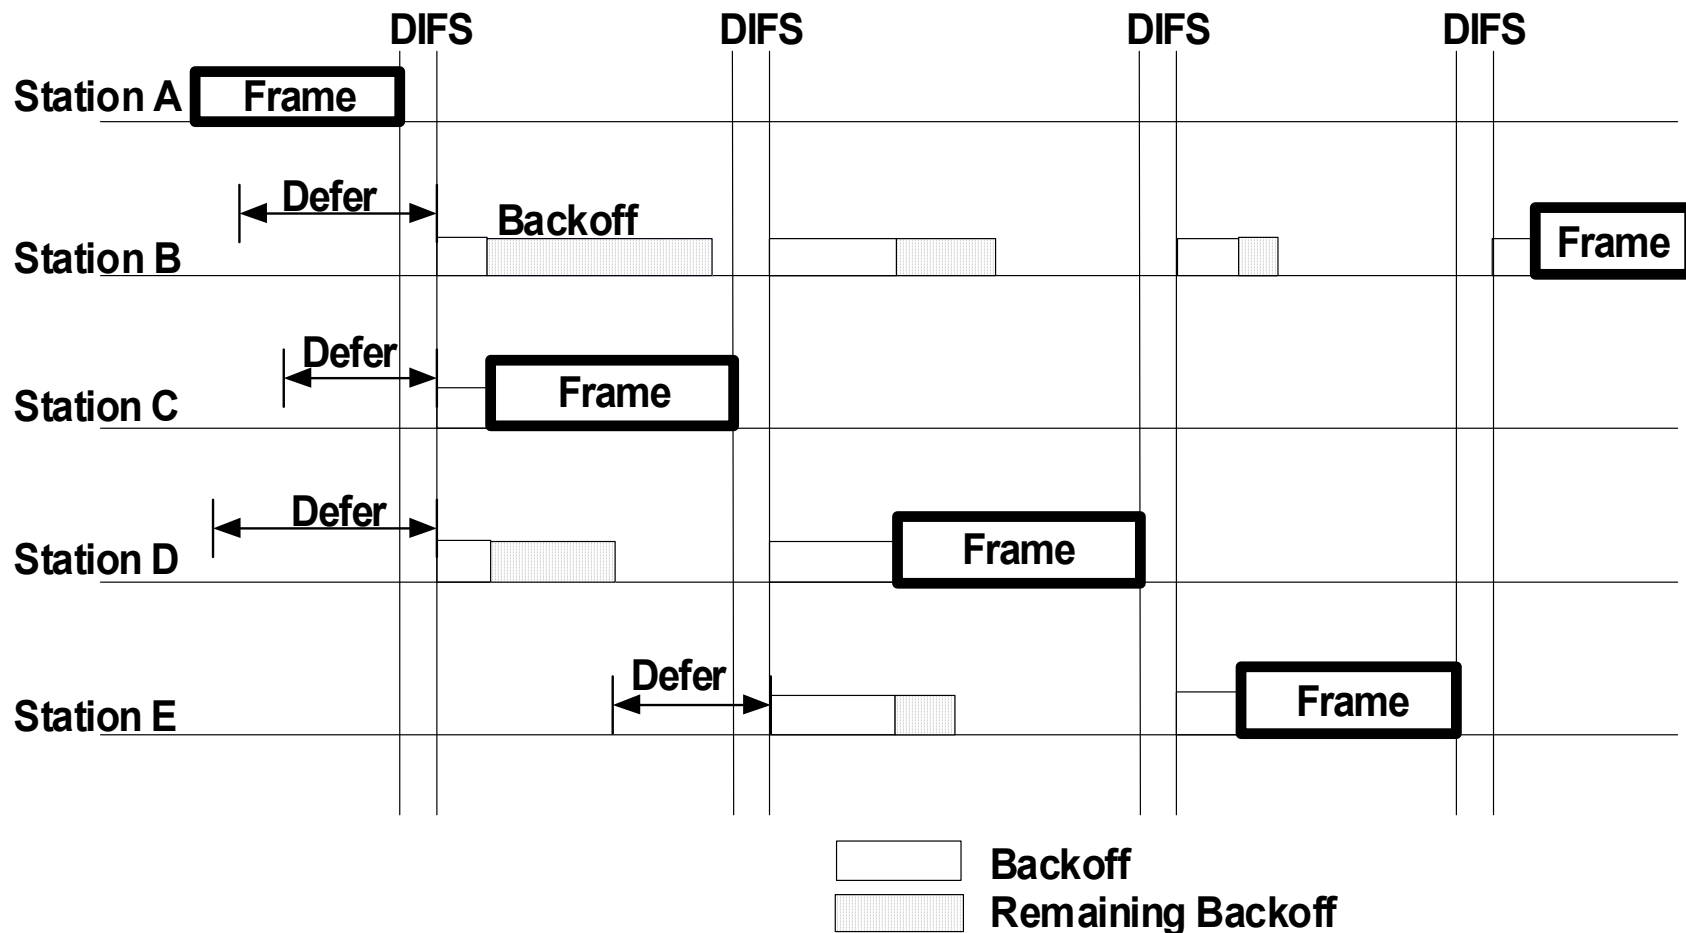 DIFS DIFS DIFS DIFS
Station A Frame
Defer
Backoff
Station B Frame
Defer
Station C Frame
Defer
Station D Frame
Defer
Station E Frame
Backoff
Remaining Backoff